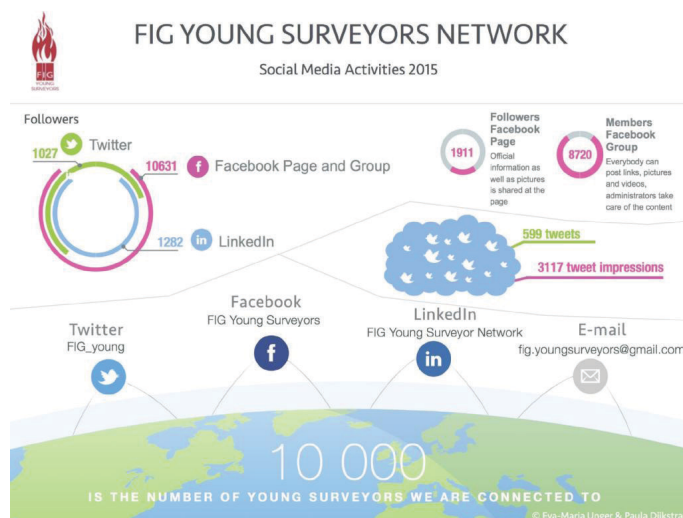 FIG YOUNG SURVEYORS NETWORK
Social Media Activities 2015
FIG
YOUNG
SURVEYORS
Followers
1027
Twitter
10631
Facebook Page and Group
1282
LinkedIn
1911
Followers
Facebook
Page
Official
information as
well as pictures
is shared at the
page
8720
Members
Facebook
Group
Everybody can
post links, pictures
and videos,
administrators take
care of the content
599 tweets
3117 tweet impressions
Twitter
FIG_young
Facebook
FIG Young Surveyors
LinkedIn
FIG Young Surveyor Network
E-mail
fig.youngsurveyors@gmail.com
10 000
IS THE NUMBER OF YOUNG SURVEYORS WE ARE CONNECTED TO
© Eva-Maria Unger & Paula Dijkstra